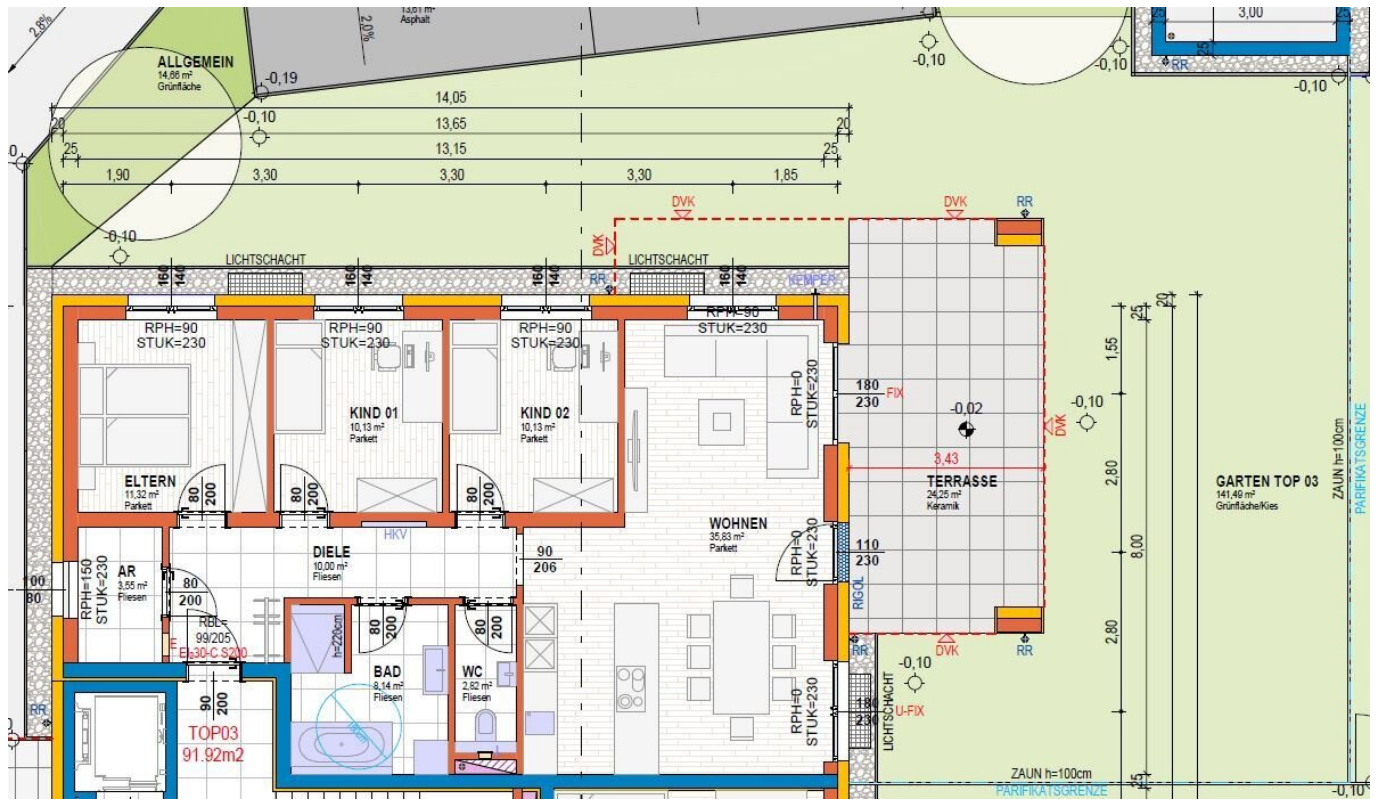 2,8%
13,61 m²
Asphalt
2,0%
25
3,00
25
25
RR
ALLGEMEIN
14,66 m²
Grünfläche
-0,19
-0,10
-0,10
-0,10
-0,10
14,05
20
13,65
20
25
13,15
25
1,90
3,30
3,30
3,30
1,85
-0,10
DVK
DVK
RR
DVK
LICHTSCHACHT
LICHTSCHACHT
160
140
160
140
160
140
RR
160
140
KEMPER
RPH=90
STUK=230
RPH=90
STUK=230
RPH=90
STUK=230
RPH=90
STUK=230
20
25
1,55
RPH=0
STUK=230
180
230
FIX
-0,02
-0,10
DVK
KIND 01
10,13 m²
Parkett
KIND 02
10,13 m²
Parkett
3,43
ELTERN
11,32 m²
Parkett
TERRASSE
24,25 m²
Keramik
2,80
GARTEN TOP 03
141,49 m²
Grünfläche/Kies
ZAUN h=100cm
PARIFIKATSGRENZE
80
200
80
200
80
200
HKV
WOHNEN
35,83 m²
Parkett
DIELE
10,00 m²
Fliesen
90
206
RPH=0
STUK=230
110
230
8,00
RIGOL
AR
3,55 m²
Fliesen
100
80
RPH=150
STUK=230
80
200
RBL=
99/205
E
EI₂30-C S200
h=220cm
80
200
80
200
2,80
RR
DVK
RR
-0,10
BAD
8,14 m²
Fliesen
WC
2,82 m²
Fliesen
90
200
RR
TOP03
91.92m2
RPH=0
STUK=230
180
230
U-FIX
LICHTSCHACHT
ZAUN h=100cm
PARIFIKATSGRENZE
25
-0,10